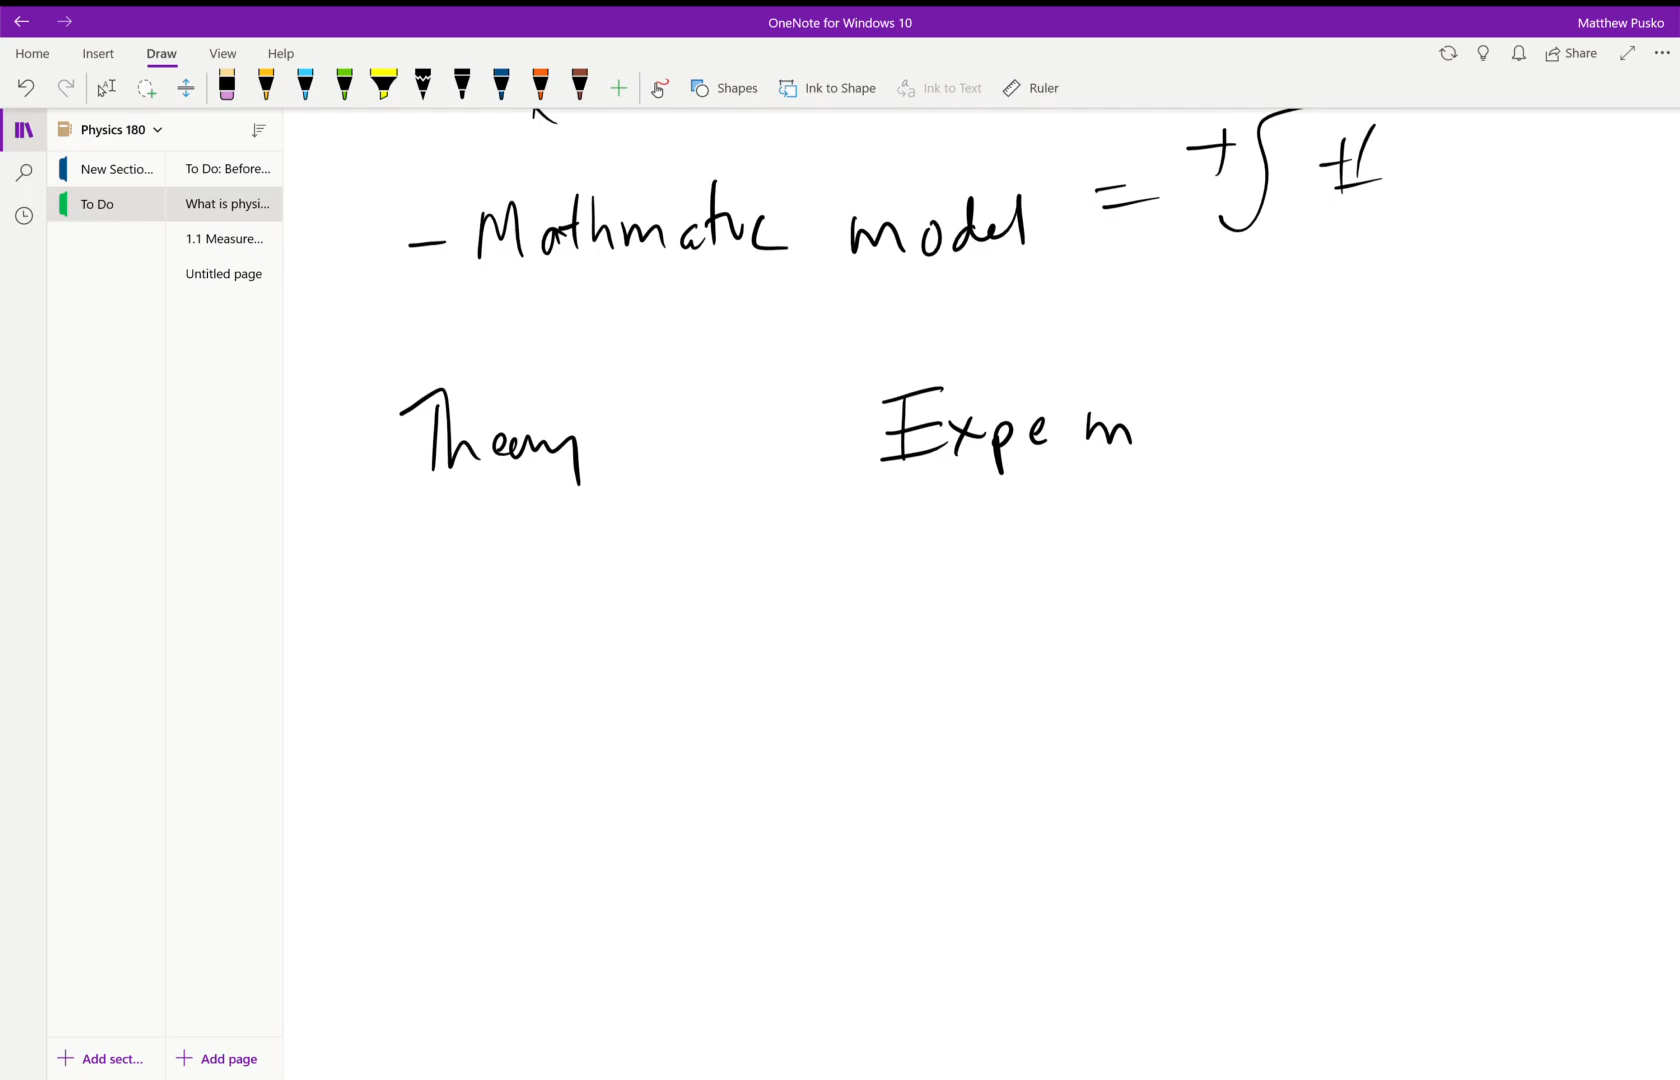 OneNote for Windows 10
Matthew Pusko
Home Insert Draw View Help
Share
Shapes
Ink to Shape
Ink to Text
Ruler
Physics 180
New Sectio...
To Do
To Do: Before...
What is physi...
1.1 Measure...
Untitled page
- Mathmatic model = + ∫ #
Theory Expe m
+ Add sect...
+ Add page